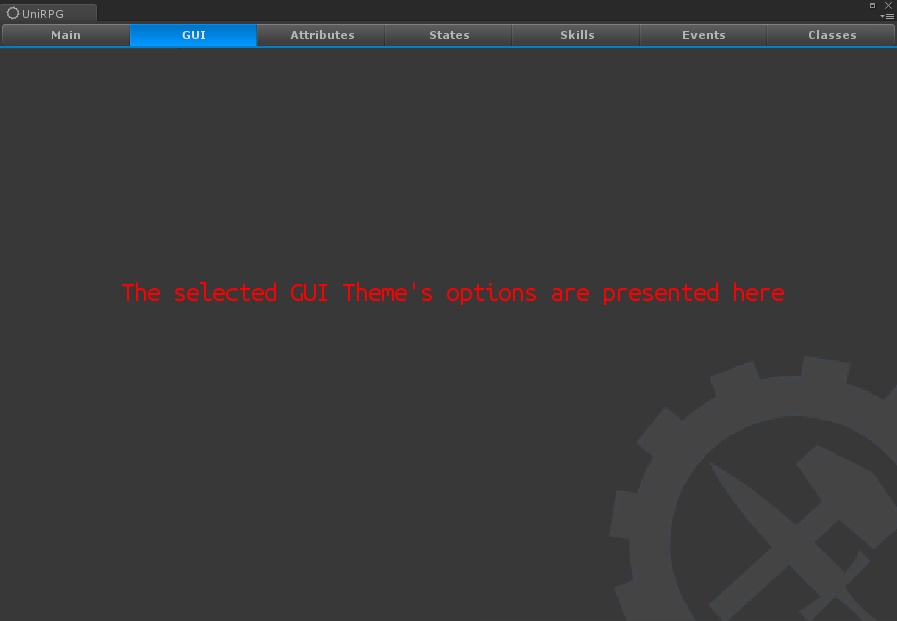 UniRPG
Main GUI Attributes States Skills Events Classes
The selected GUI Theme's options are presented here